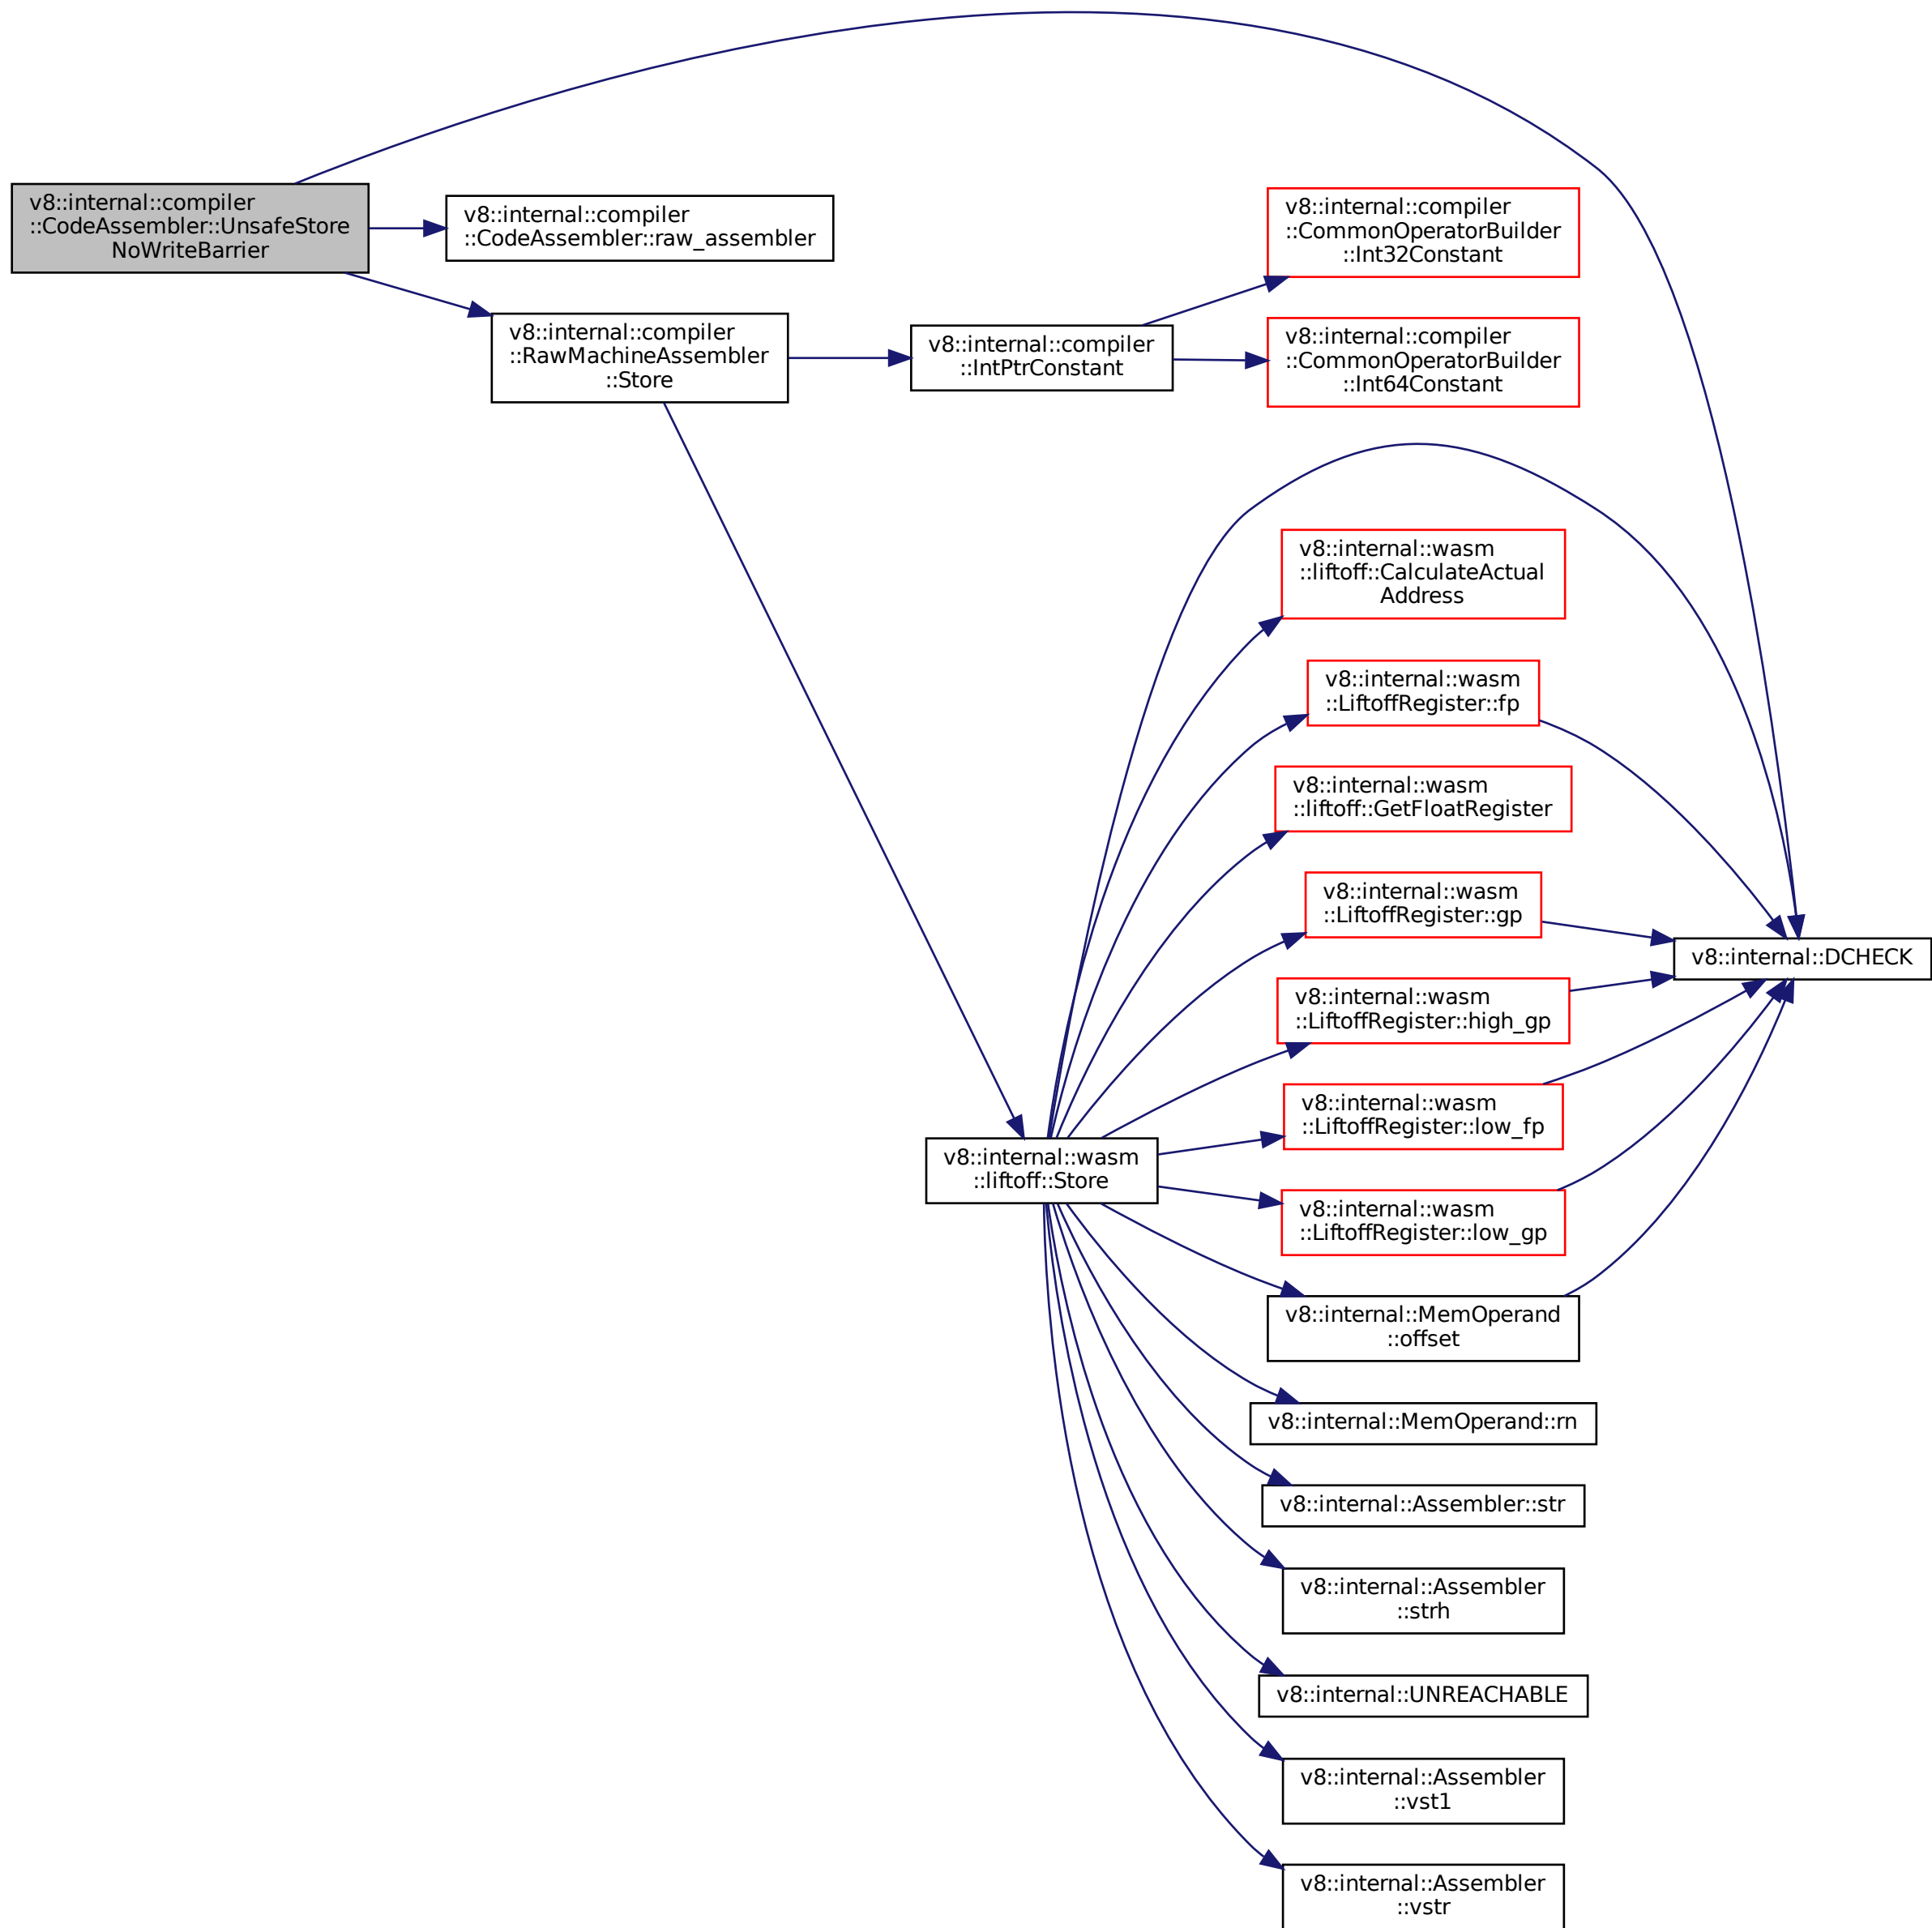 v8::internal::compiler
::CodeAssembler::UnsafeStore
NoWriteBarrier
v8::internal::compiler
::CodeAssembler::raw_assembler
v8::internal::compiler
::RawMachineAssembler
::Store
v8::internal::compiler
::IntPtrConstant
v8::internal::compiler
::CommonOperatorBuilder
::Int32Constant
v8::internal::compiler
::CommonOperatorBuilder
::Int64Constant
v8::internal::wasm
::liftoff::CalculateActual
Address
v8::internal::wasm
::LiftoffRegister::fp
v8::internal::wasm
::liftoff::GetFloatRegister
v8::internal::wasm
::LiftoffRegister::gp
v8::internal::DCHECK
v8::internal::wasm
::LiftoffRegister::high_gp
v8::internal::wasm
::LiftoffRegister::low_fp
v8::internal::wasm
::liftoff::Store
v8::internal::wasm
::LiftoffRegister::low_gp
v8::internal::MemOperand
::offset
v8::internal::MemOperand::rn
v8::internal::Assembler::str
v8::internal::Assembler
::strh
v8::internal::UNREACHABLE
v8::internal::Assembler
::vst1
v8::internal::Assembler
::vstr